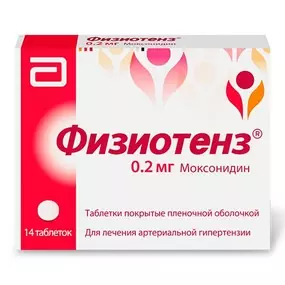 Физиотенз®
0.2 мг Моксонидин
Таблетки покрытые пленочной оболочкой
Для лечения артериальной гипертензии
14 таблеток